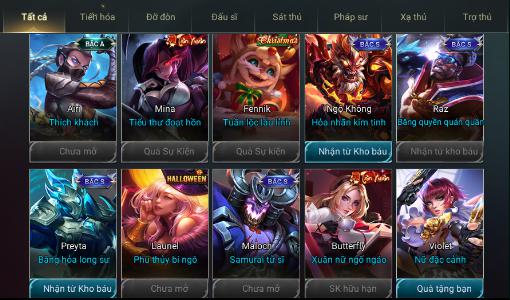 Tất cả
Tiến hóa
Đỡ đòn
Đấu sĩ
Sát thủ
Pháp sư
Xạ thủ
Trợ thủ
BẬC A
Tân Xuân
Christmas
BẬC S
BẬC S
Airi
Mina
Fennik
Ngộ Không
Raz
Thích khách
Tiểu thư đoạt hồn
Tuần lộc láu lỉnh
Hỏa nhãn kim tinh
Băng quyền quán quân
Chưa mở
Quà Sự Kiện
Quà Sự kiện
Nhận từ Kho báu
Nhận từ kho báu
BẬC S
HALLOWEEN
BẬC S
Tân Xuân
Preyta
Lauriel
Maloch
Butterfly
Violet
Băng hỏa long sư
Phù thủy bí ngô
Samurai tử sĩ
Xuân nữ ngổ ngáo
Nữ đặc cảnh
Nhận từ Kho báu
Chưa mở
Chưa mở
SK hữu hạn
Quà tặng bạn